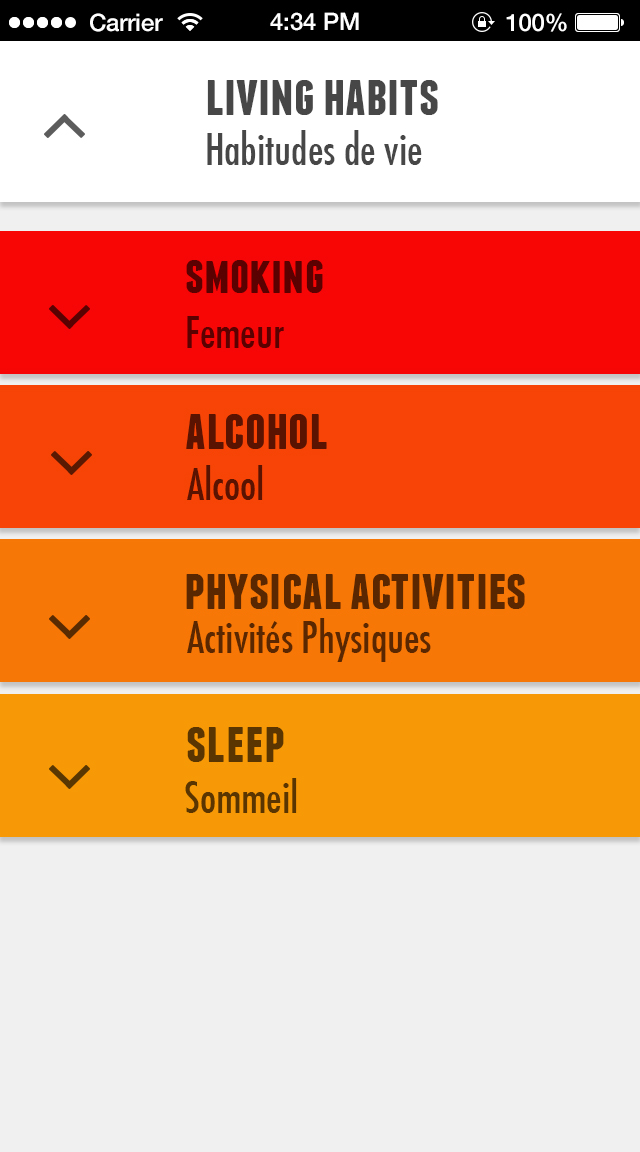 Carrier 4:34 PM 100%
LIVING HABITS
Habitudes de vie
SMOKING
Femeur
ALCOHOL
Alcool
PHYSICAL ACTIVITIES
Activités Physiques
SLEEP
Sommeil